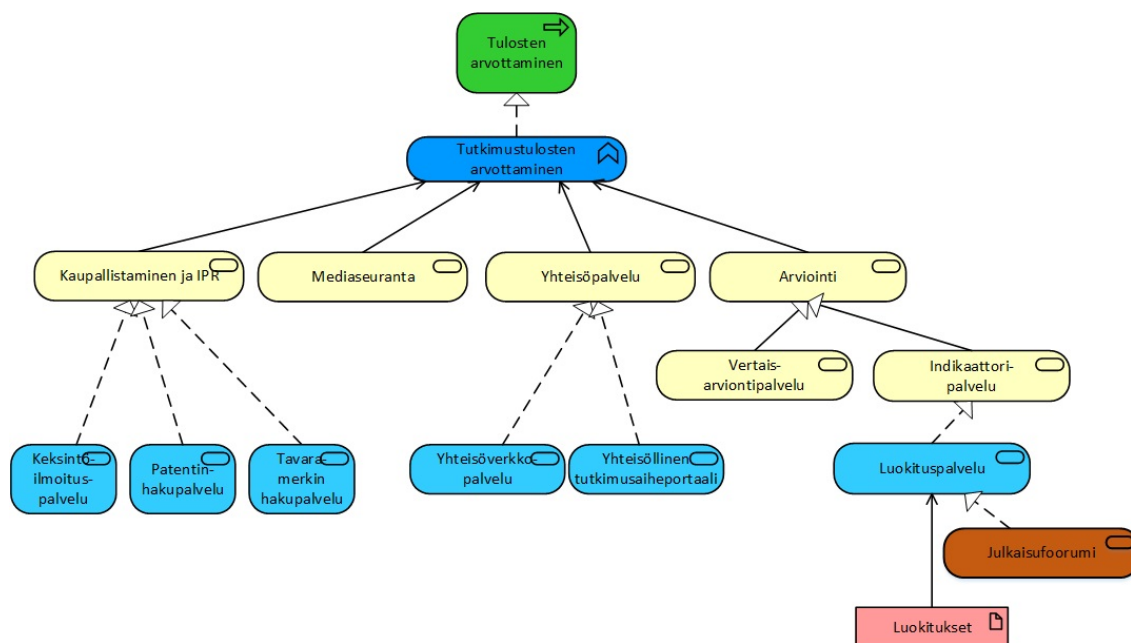 Tulosten
arvottaminen
Tutkimustulosten
arvottaminen
Kaupallistaminen ja IPR
Mediaseuranta
Yhteisöpalvelu
Arviointi
Vertais-
arviontipalvelu
Indikaattori-
palvelu
Keksintö-
ilmoitus-
palvelu
Patentin-
hakupalvelu
Tavara-
merkin
hakupalvelu
Yhteisöverkko-
palvelu
Yhteisöllinen
tutkimusaiheportaali
Luokituspalvelu
Julkaisufoorumi
Luokitukset